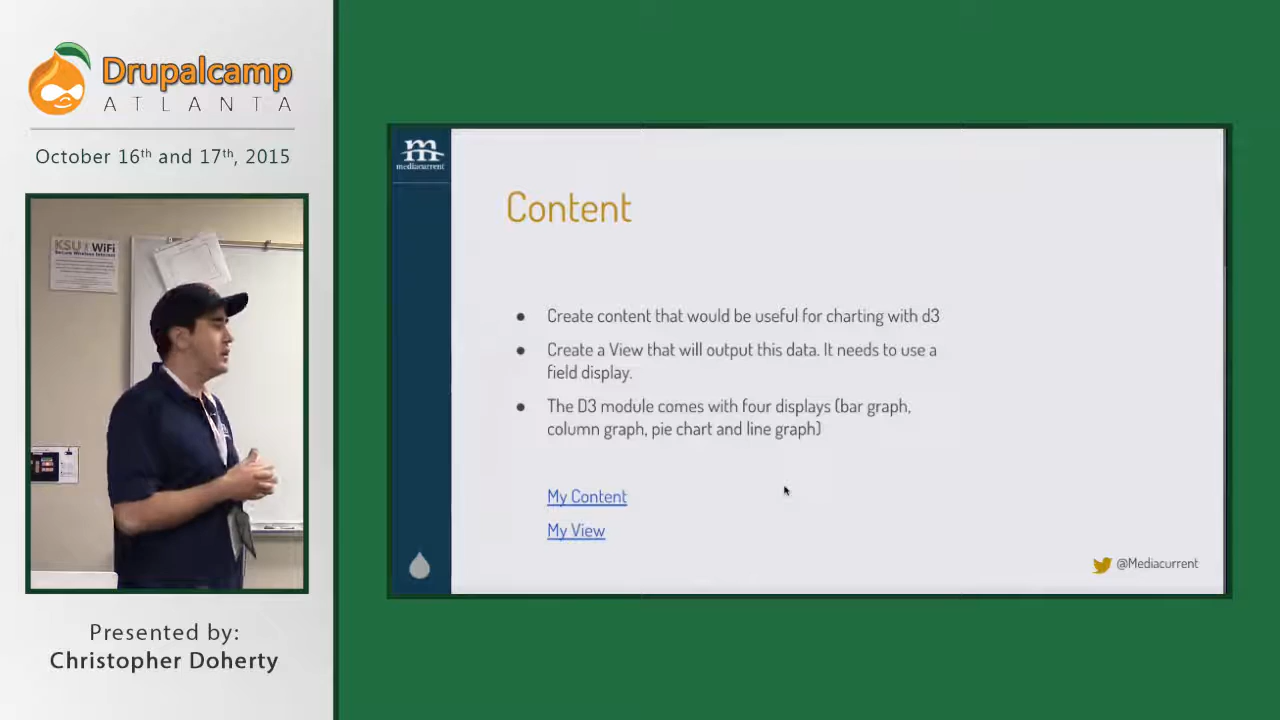 Drupalcamp
ATLANTA
October 16th and 17th, 2015
KSU WiFi
Secure Wireless Internet
Presented by:
Christopher Doherty
m
mediacurrent
Content
● Create content that would be useful for charting with d3
● Create a View that will output this data. It needs to use a
field display.
● The D3 module comes with four displays (bar graph,
column graph, pie chart and line graph)
My Content
My View
@Mediacurrent